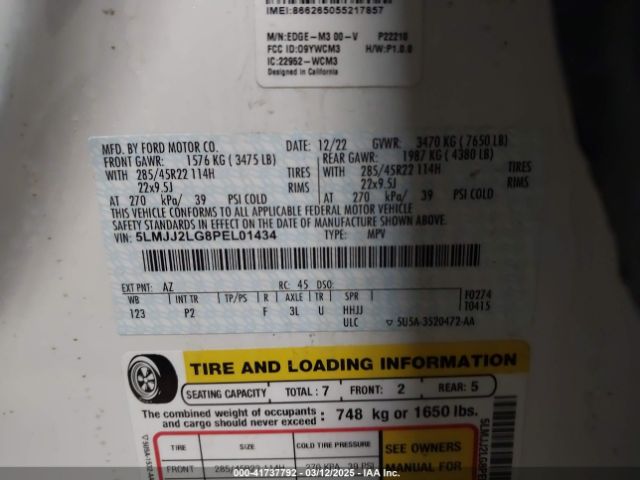 IMEI:866265055217857
M/N:EDGE-M3 00-V P22210
FCC ID:O9YWCM3 H/W:P1.0.0
IC:22952-WCM3
Designed in California
MFD. BY FORD MOTOR CO. DATE: 12/22 GVWR: 3470 KG ( 7650 LB)
FRONT GAWR: 1576 KG ( 3475 LB) REAR GAWR: 1987 KG ( 4380 LB)
WITH 285/45R22 114H TIRES WITH 285/45R22 114H TIRES
22x9.5J RIMS 22x9.5J RIMS
AT 270 kPa/ 39 PSI COLD AT 270 kPa/ 39 PSI COLD
THIS VEHICLE CONFORMS TO ALL APPLICABLE FEDERAL MOTOR VEHICLE
SAFETY STANDARDS IN EFFECT ON THE DATE OF MANUFACTURE SHOWN ABOVE.
VIN: 5LMJJ2LG8PEL01434 TYPE: MPV
EXT PNT: AZ RC: 45 DSO:
WB INT TR TP/PS R AXLE TR SPR F0274
123 P2 F 3L U HHJJ T0415
ULC ▽ 5U5A-3520472-AA
TIRE AND LOADING INFORMATION
SEATING CAPACITY TOTAL : 7 FRONT: 2 REAR: 5
The combined weight of occupants and cargo should never exceed : 748 kg or 1650 lbs.
TIRE SIZE COLD TIRE PRESSURE SEE OWNERS
FRONT 285/45R22 114H 270 KPA, 39 PSI MANUAL FOR